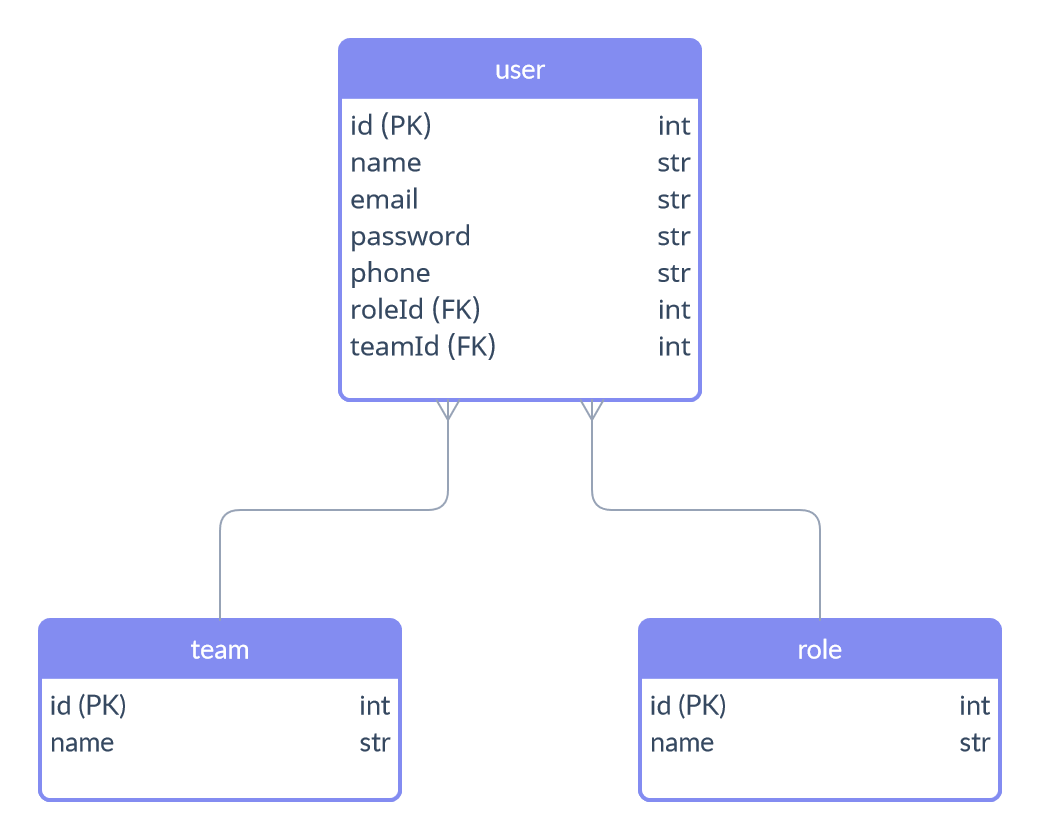 user
id (PK) int
name str
email str
password str
phone str
roleId (FK) int
teamId (FK) int
team
id (PK) int
name str
role
id (PK) int
name str